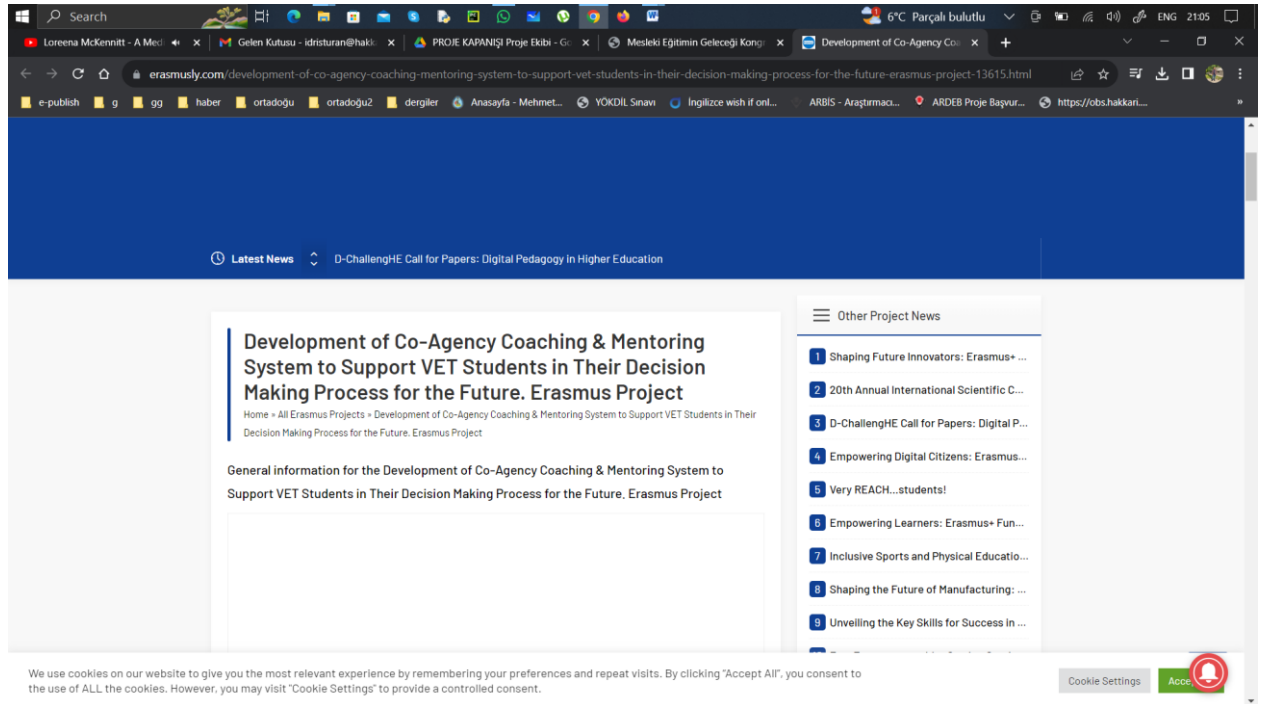 Search
6°C Parçalı bulutlu
ENG 21:05
Loreena McKennitt - A Medi
Gelen Kutusu - idristuran@hakka
PROJE KAPANIŞI Proje Ekibi - Go
Mesleki Eğitimin Geleceği Kongr
Development of Co-Agency Coa
erasmusly.com/development-of-co-agency-coaching-mentoring-system-to-support-vet-students-in-their-decision-making-process-for-the-future-erasmus-project-13615.html
e-publish g gg haber ortadoğu ortadoğu2 dergiler Anasayfa - Mehmet... YÖKDİL Sınavı İngilizce wish if onl... ARBİS - Araştırmacı... ARDEB Proje Başvur... https://obs.hakkari....
Latest News
D-ChallengHE Call for Papers: Digital Pedagogy in Higher Education
Development of Co-Agency Coaching & Mentoring
System to Support VET Students in Their Decision
Making Process for the Future. Erasmus Project
Home » All Erasmus Projects » Development of Co-Agency Coaching & Mentoring System to Support VET Students in Their
Decision Making Process for the Future. Erasmus Project
General information for the Development of Co-Agency Coaching & Mentoring System to
Support VET Students in Their Decision Making Process for the Future. Erasmus Project
Other Project News
1 Shaping Future Innovators: Erasmus+ ...
2 20th Annual International Scientific C...
3 D-ChallengHE Call for Papers: Digital P...
4 Empowering Digital Citizens: Erasmus...
5 Very REACH...students!
6 Empowering Learners: Erasmus+ Fun...
7 Inclusive Sports and Physical Educatio...
8 Shaping the Future of Manufacturing: ...
9 Unveiling the Key Skills for Success in ...
We use cookies on our website to give you the most relevant experience by remembering your preferences and repeat visits. By clicking "Accept All", you consent to
the use of ALL the cookies. However, you may visit "Cookie Settings" to provide a controlled consent.
Cookie Settings
Acce